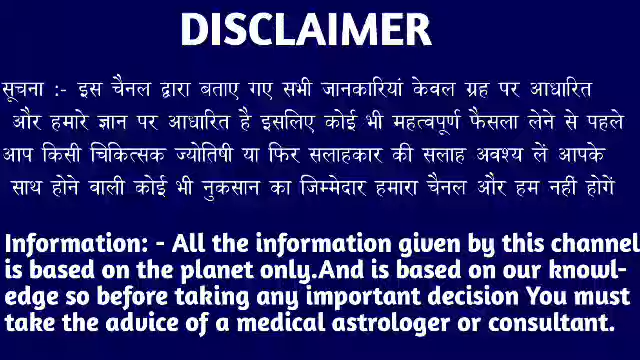 DISCLAIMER
सूचना :- इस चैनल द्वारा बताए गए सभी जानकारियां केवल ग्रह पर आधारित
और हमारे ज्ञान पर आधारित है इसलिए कोई भी महत्वपूर्ण फैसला लेने से पहले
आप किसी चिकित्सक ज्योतिषी या फिर सलाहकार की सलाह अवश्य लें आपके
साथ होने वाली कोई भी नुकसान का जिम्मेदार हमारा चैनल और हम नहीं होगें
Information: - All the information given by this channel
is based on the planet only.And is based on our knowl-
edge so before taking any important decision You must
take the advice of a medical astrologer or consultant.